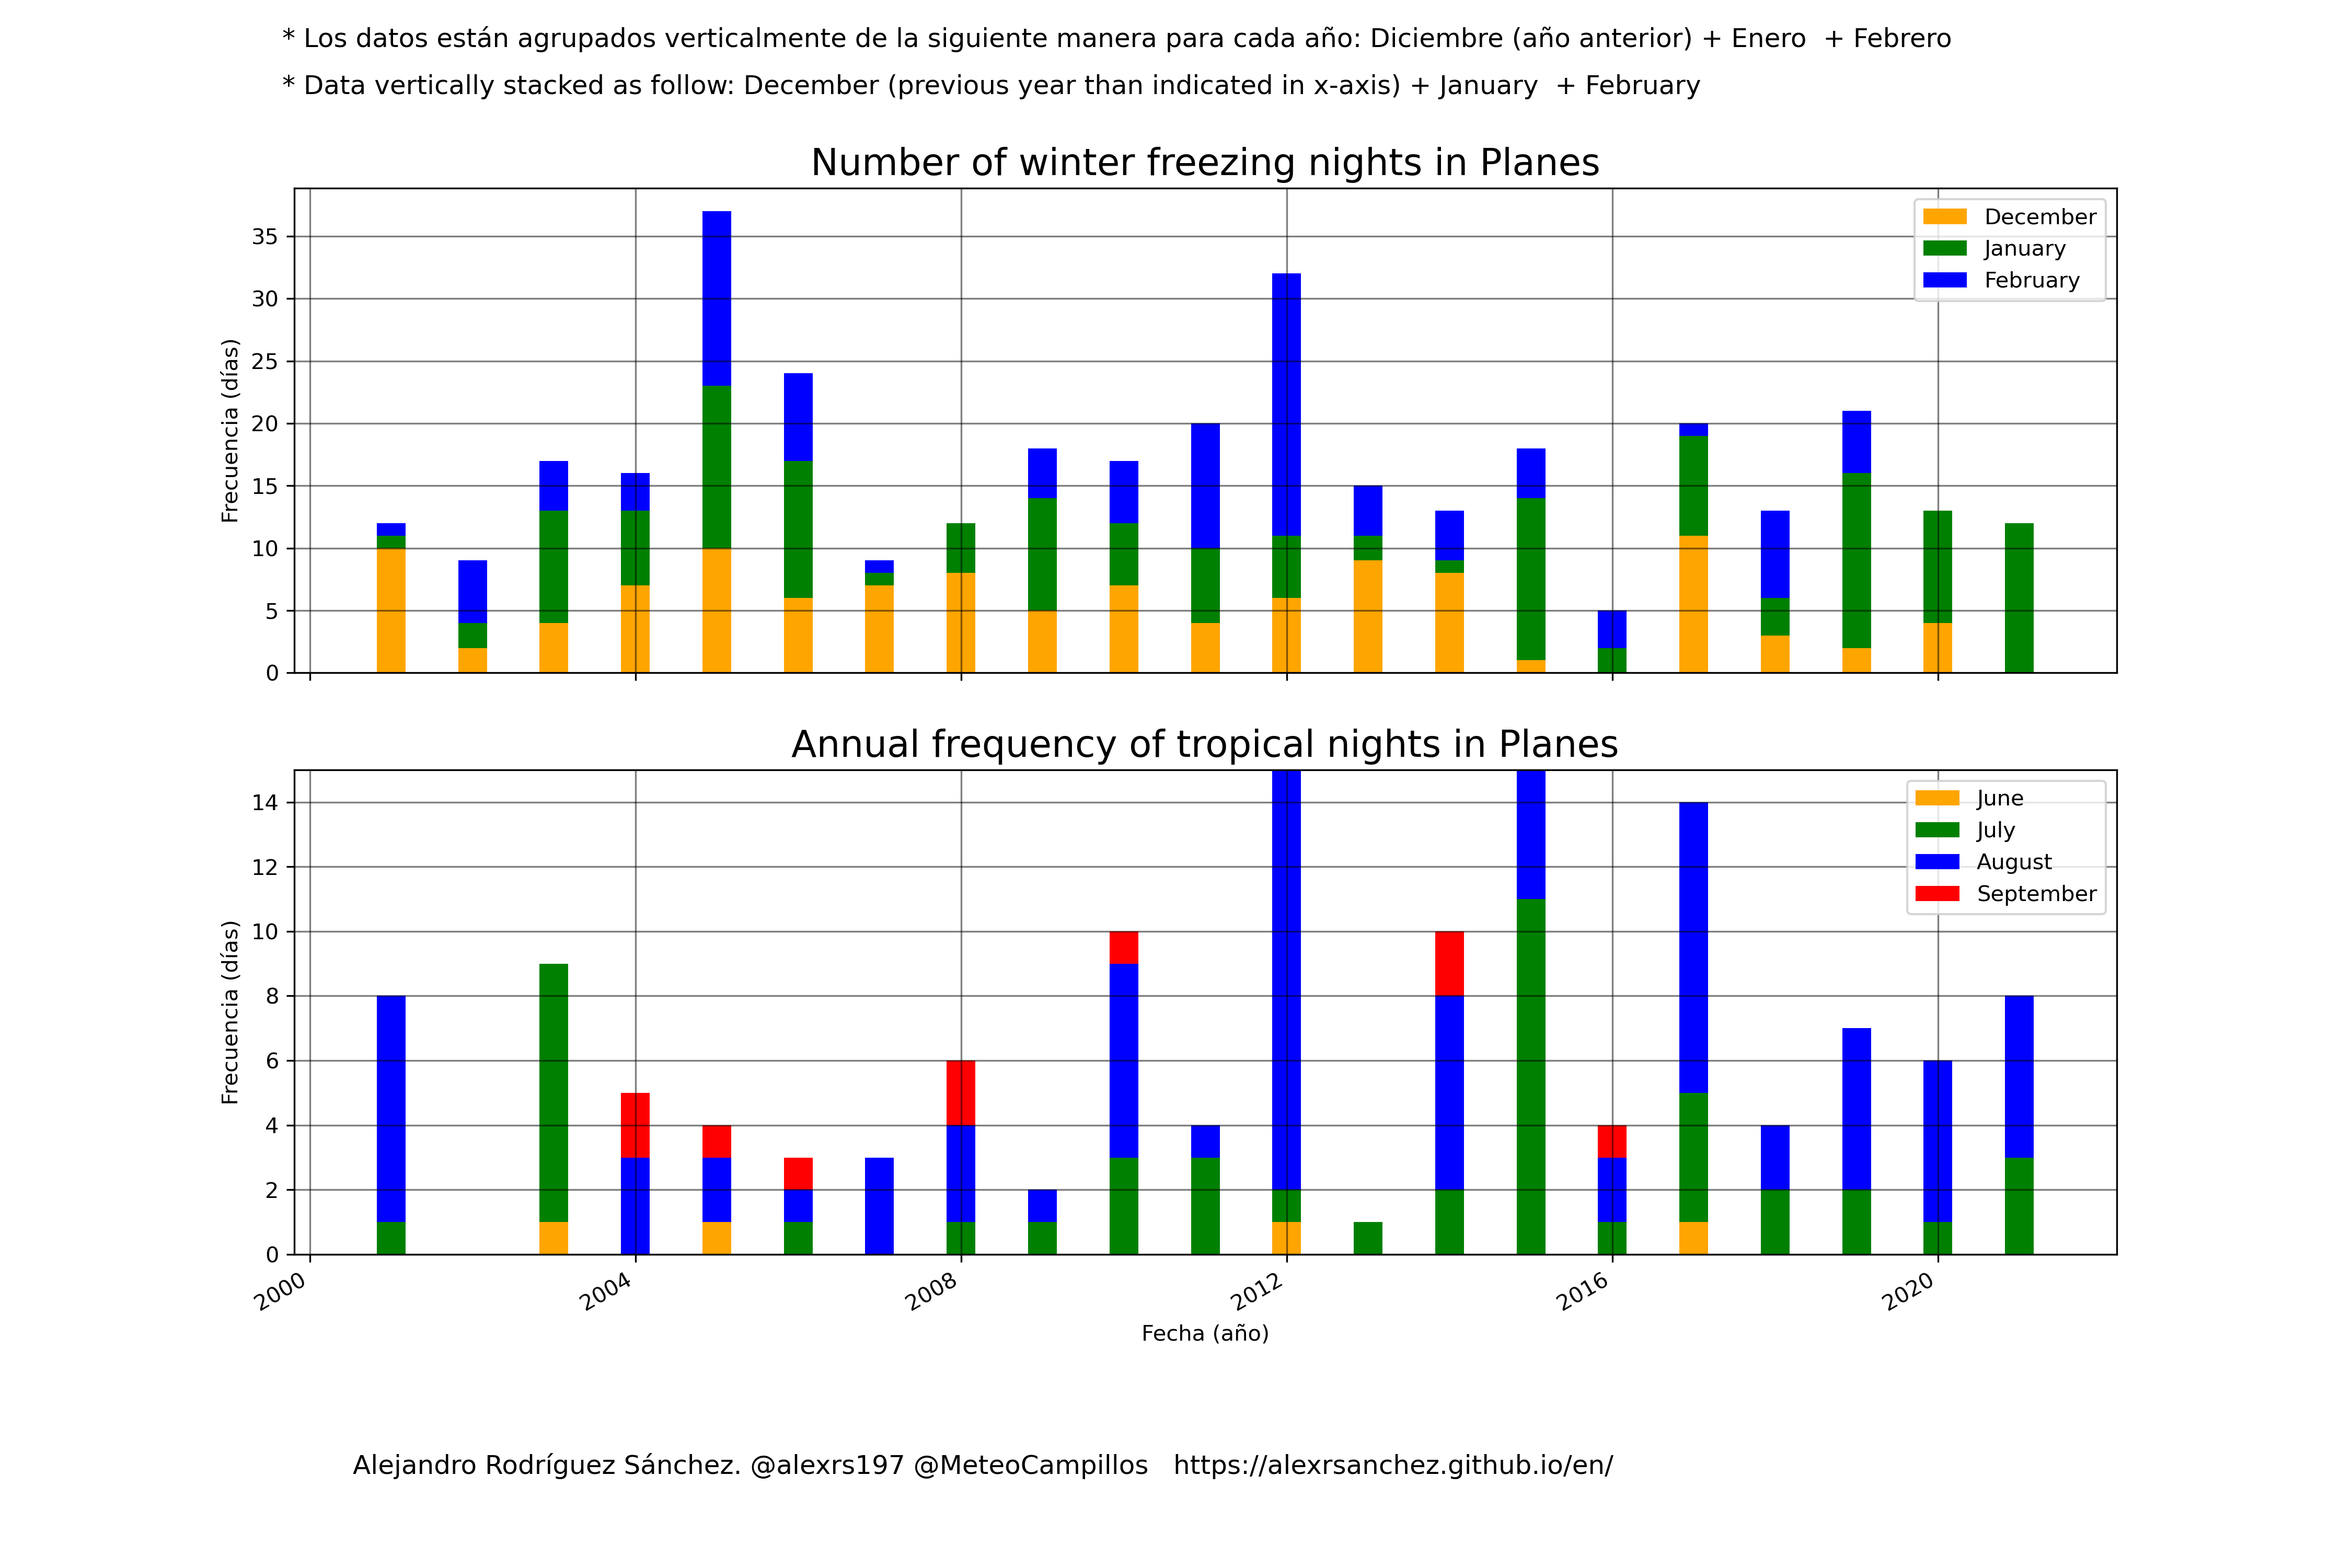 * Los datos están agrupados verticalmente de la siguiente manera para cada año: Diciembre (año anterior) + Enero  + Febrero
* Data vertically stacked as follow: December (previous year than indicated in x-axis) + January  + February
Number of winter freezing nights in Planes
Frecuencia (días)
35
30
25
20
15
10
5
0
December
January
February
Annual frequency of tropical nights in Planes
Frecuencia (días)
14
12
10
8
6
4
2
0
June
July
August
September
2000 2004 2008 2012 2016 2020
Fecha (año)
Alejandro Rodríguez Sánchez. @alexrs197 @MeteoCampillos   https://alexrsanchez.github.io/en/